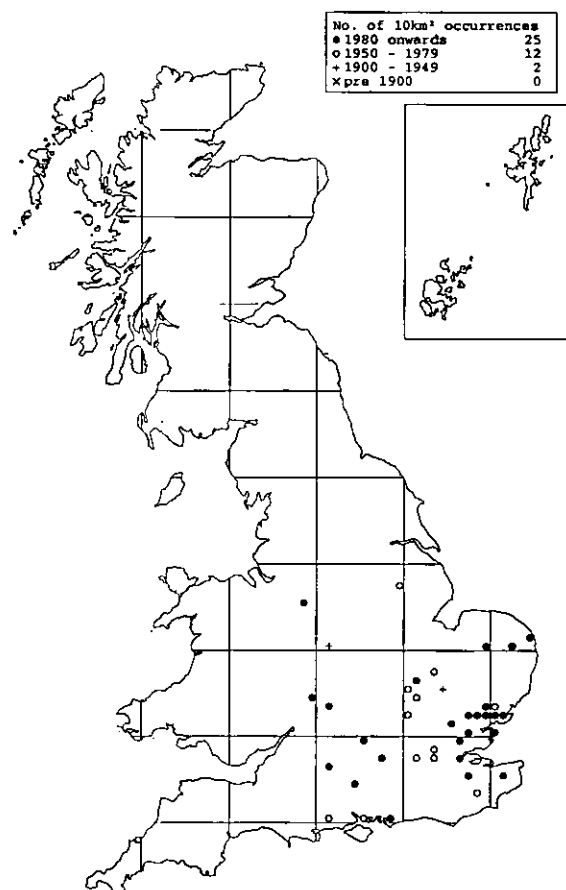 No. of 10km² occurrences
● 1980 onwards 25
○ 1950 - 1979 12
+ 1900 - 1949 2
× pre 1900 0